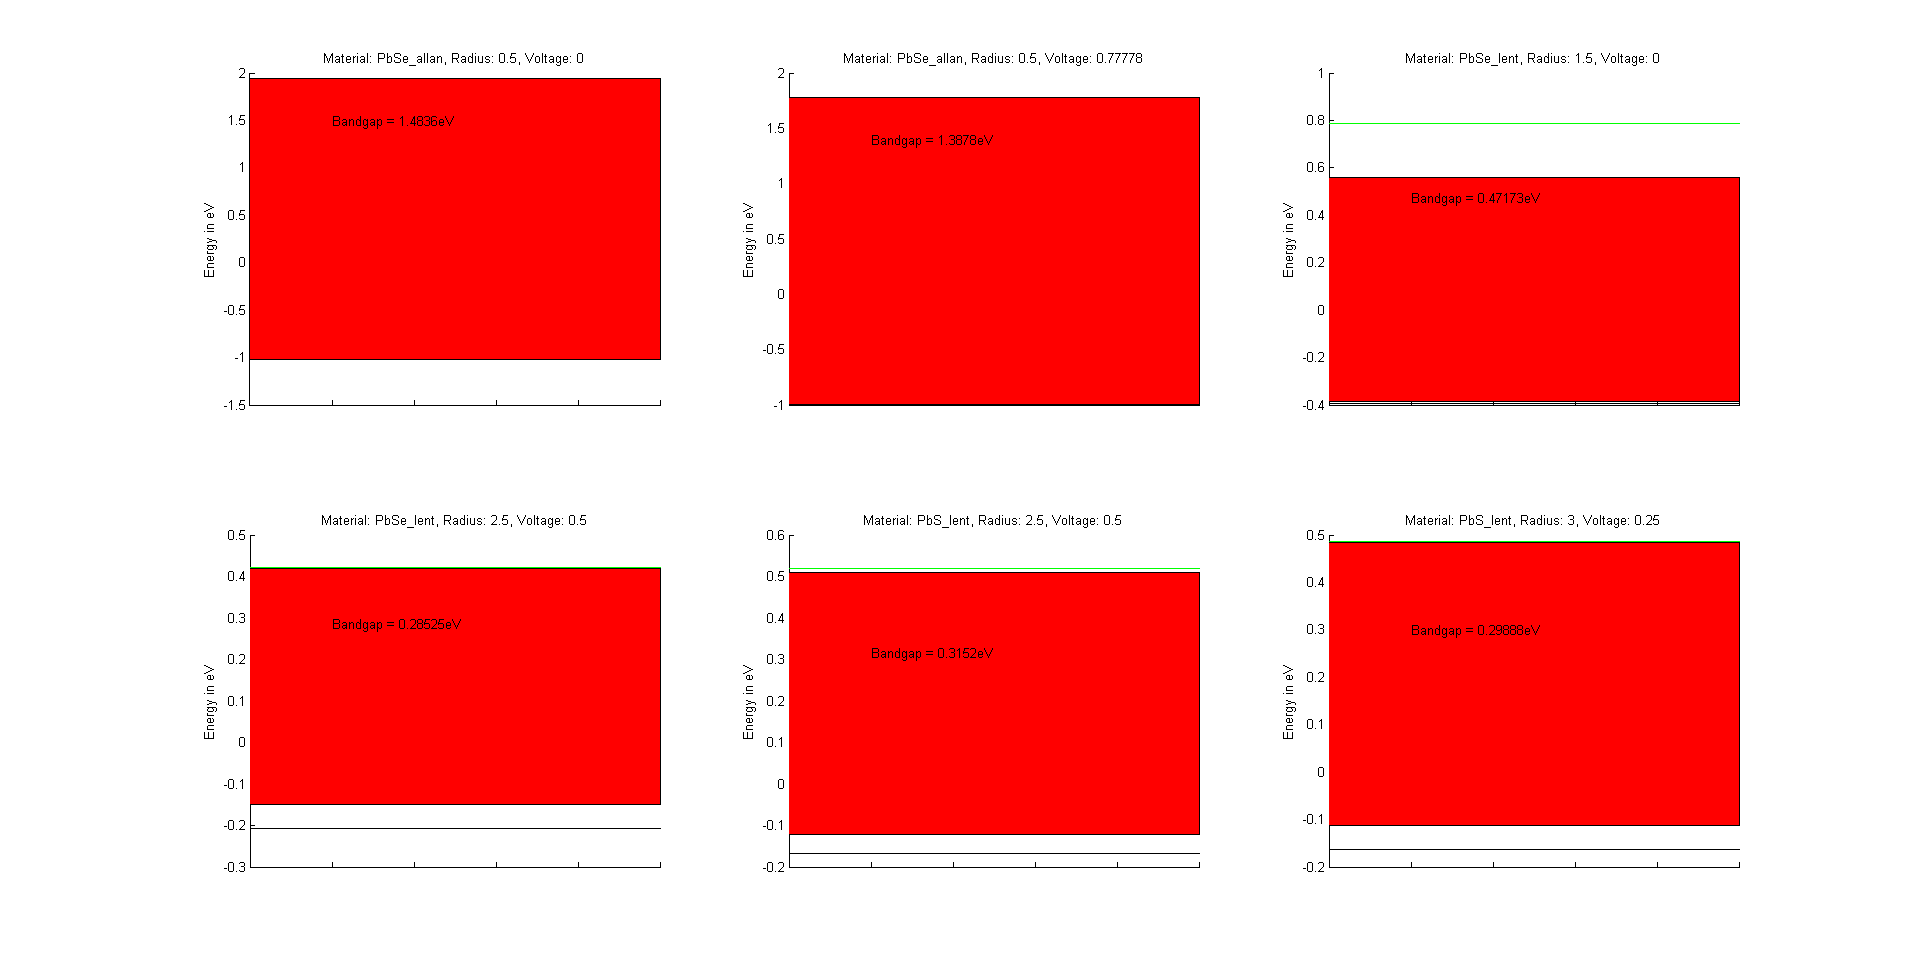 Material: PbSe_allan, Radius: 0.5, Voltage: 0
2
1.5
1
0.5
0
-0.5
-1
-1.5
Energy in eV
Bandgap = 1.4836eV
Material: PbSe_allan, Radius: 0.5, Voltage: 0.77778
2
1.5
1
0.5
0
-0.5
-1
Energy in eV
Bandgap = 1.3878eV
Material: PbSe_lent, Radius: 1.5, Voltage: 0
1
0.8
0.6
0.4
0.2
0
-0.2
-0.4
Energy in eV
Bandgap = 0.47173eV
Material: PbSe_lent, Radius: 2.5, Voltage: 0.5
0.5
0.4
0.3
0.2
0.1
0
-0.1
-0.2
-0.3
Energy in eV
Bandgap = 0.28525eV
Material: PbS_lent, Radius: 2.5, Voltage: 0.5
0.6
0.5
0.4
0.3
0.2
0.1
0
-0.1
-0.2
Energy in eV
Bandgap = 0.3152eV
Material: PbS_lent, Radius: 3, Voltage: 0.25
0.5
0.4
0.3
0.2
0.1
0
-0.1
-0.2
Energy in eV
Bandgap = 0.29888eV